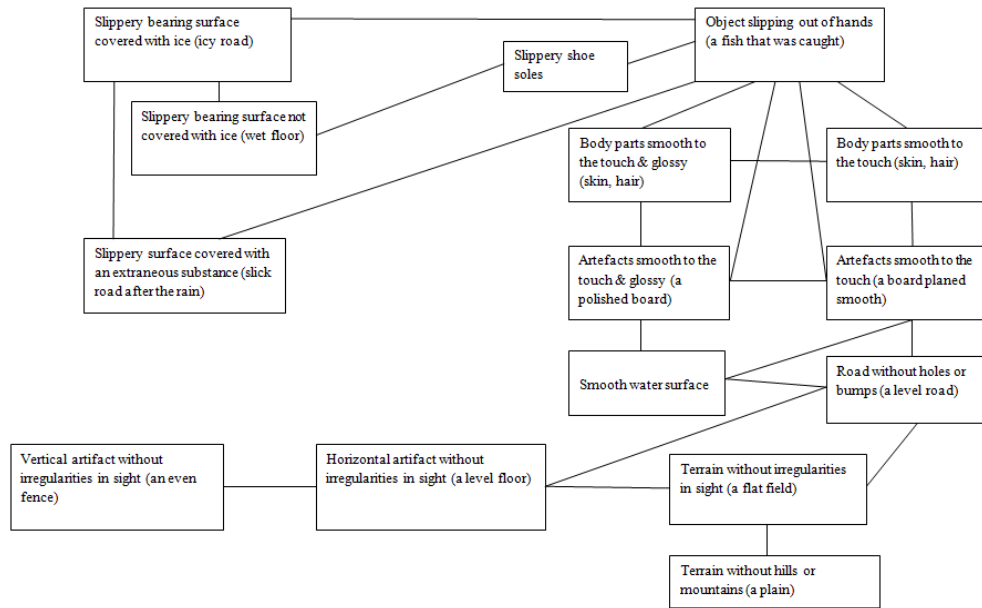 Slippery bearing surface
covered with ice (icy road)
Object slipping out of hands
(a fish that was caught)
Slippery shoe
soles
Slippery bearing surface not
covered with ice (wet floor)
Body parts smooth to
the touch & glossy
(skin, hair)
Body parts smooth to
the touch (skin, hair)
Slippery surface covered with
an extraneous substance (slick
road after the rain)
Artefacts smooth to the
touch & glossy (a
polished board)
Artefacts smooth to the
touch (a board planed
smooth)
Smooth water surface
Road without holes or
bumps (a level road)
Vertical artifact without
irregularities in sight (an even
fence)
Horizontal artifact without
irregularities in sight (a level floor)
Terrain without irregularities
in sight (a flat field)
Terrain without hills or
mountains (a plain)